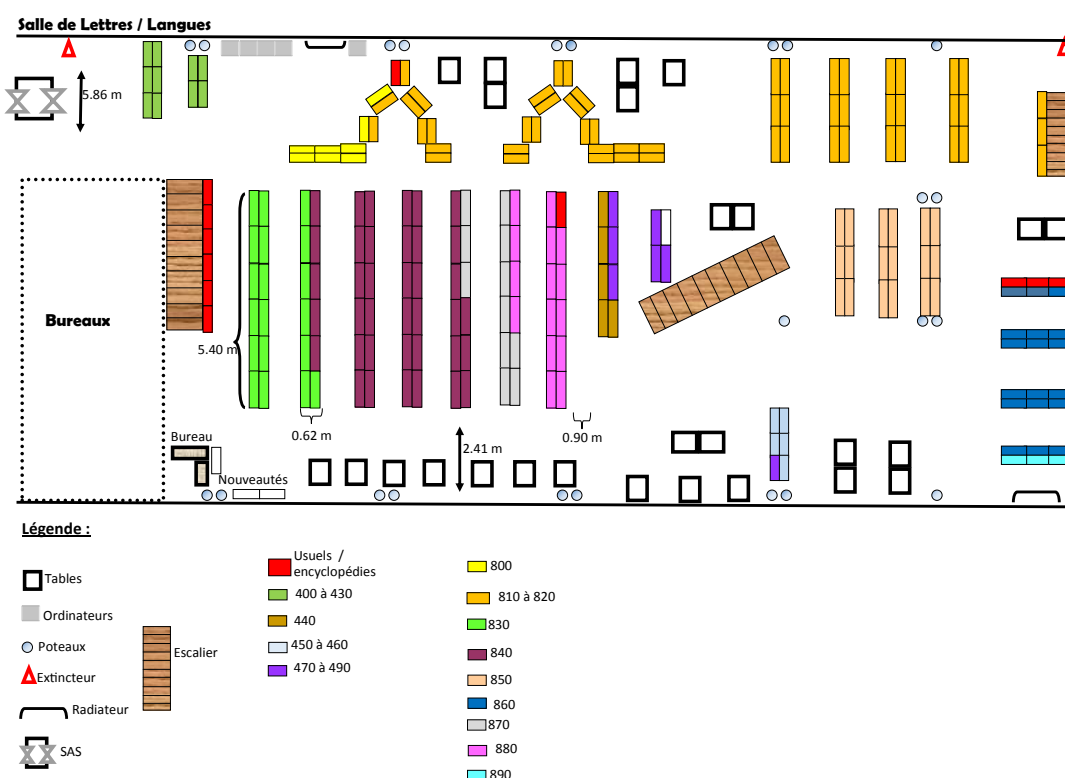 Salle de Lettres / Langues
5.86 m
Bureaux
5.40 m
0.62 m
2.41 m
0.90 m
Bureau
Nouveautés
Légende :
Tables
Ordinateurs
Poteaux
Extincteur
Radiateur
SAS
Escalier
Usuels /
encyclopédies
400 à 430
440
450 à 460
470 à 490
800
810 à 820
830
840
850
860
870
880
890